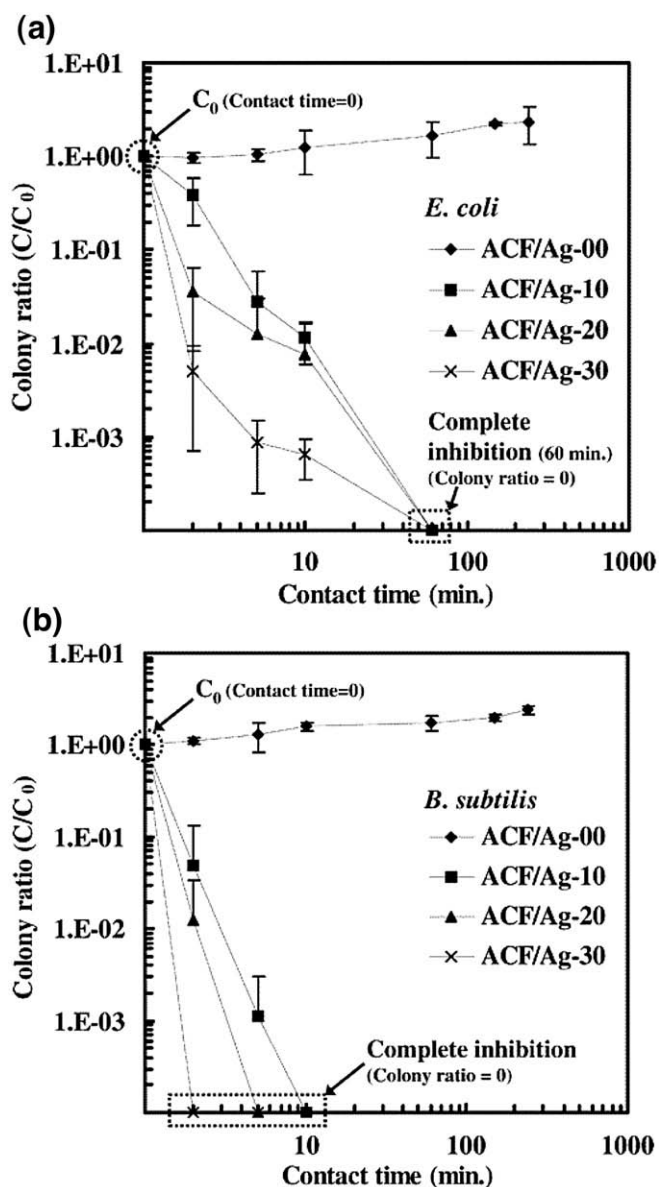 (a)
1.E+01
C₀ (Contact time=0)
1.E+00
1.E-01
1.E-02
1.E-03
Colony ratio (C/C₀)
E. coli
ACF/Ag-00
ACF/Ag-10
ACF/Ag-20
ACF/Ag-30
Complete
inhibition (60 min.)
(Colony ratio = 0)
10
100
1000
Contact time (min.)
(b)
1.E+01
C₀ (Contact time=0)
1.E+00
1.E-01
1.E-02
1.E-03
Colony ratio (C/C₀)
B. subtilis
ACF/Ag-00
ACF/Ag-10
ACF/Ag-20
ACF/Ag-30
Complete inhibition
(Colony ratio = 0)
10
100
1000
Contact time (min.)